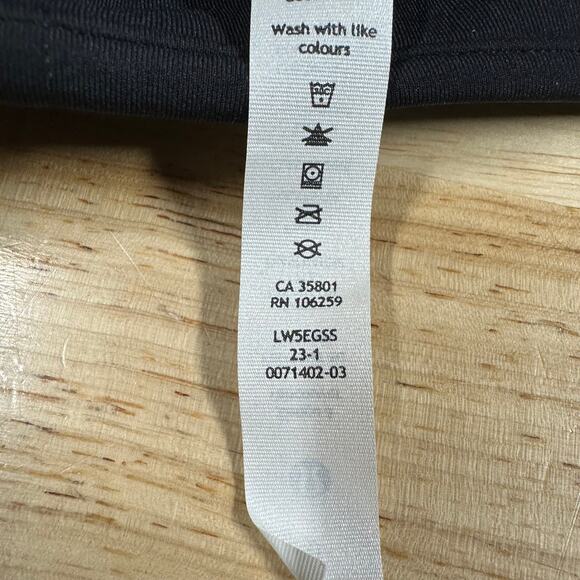 Wash with like
colours
CA 35801
RN 106259
LW5EGSS
23-1
0071402-03